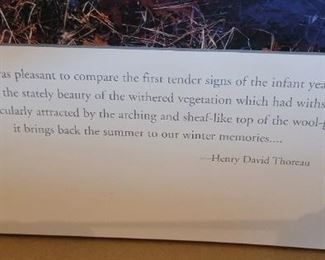 as pleasant to compare the first tender signs of the infant yea
the stately beauty of the withered vegetation which had withs
cularly attracted by the arching and sheaf-like top of the wool-g
it brings back the summer to our winter memories....
—Henry David Thoreau